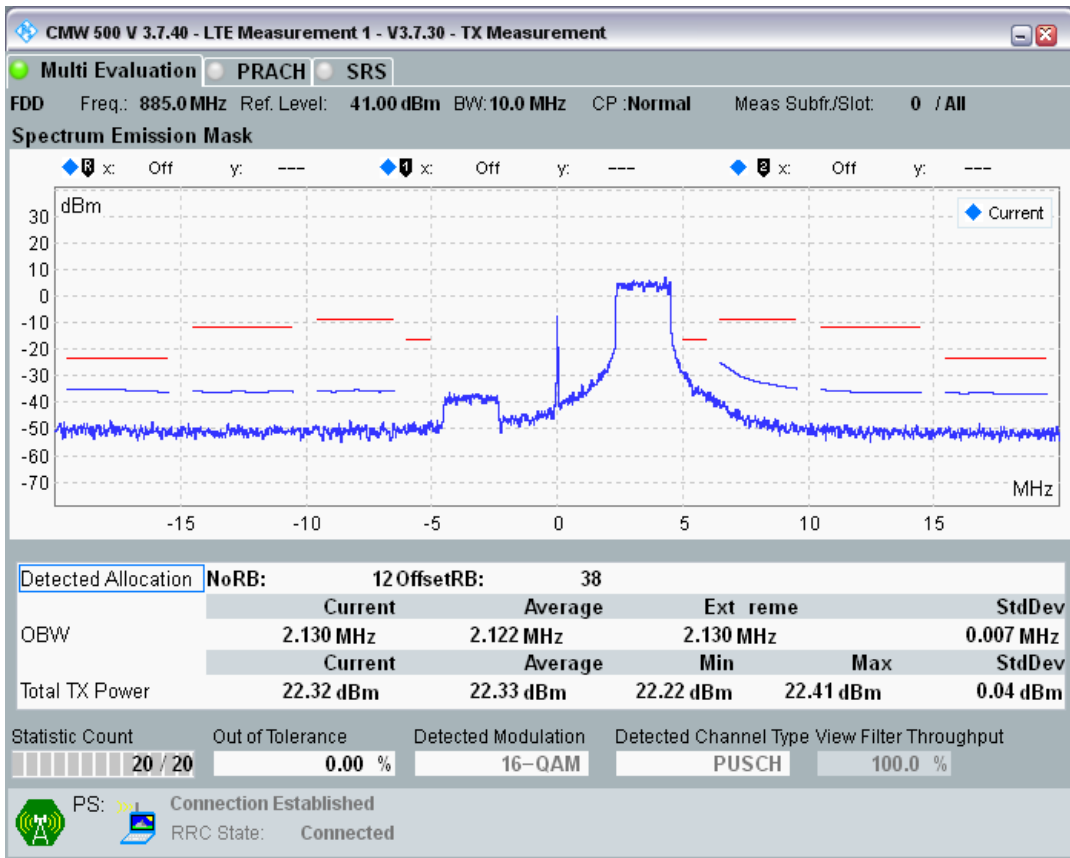 CMW 500 V 3.7.40 - LTE Measurement 1 - V3.7.30 - TX Measurement
Multi Evaluation PRACH SRS
FDD Freq.: 885.0 MHz Ref. Level: 41.00 dBm BW: 10.0 MHz CP :Normal Meas Subfr./Slot: 0 / All
Spectrum Emission Mask
R x: Off y: --- 1 x: Off y: --- 2 x: Off y: ---
dBm
Current
30
20
10
0
-10
-20
-30
-40
-50
-60
-70
MHz
-15 -10 -5 0 5 10 15
Detected Allocation NoRB: 12 OffsetRB: 38
Current Average Ext reme StdDev
OBW 2.130 MHz 2.122 MHz 2.130 MHz 0.007 MHz
Current Average Min Max StdDev
Total TX Power 22.32 dBm 22.33 dBm 22.22 dBm 22.41 dBm 0.04 dBm
Statistic Count Out of Tolerance Detected Modulation Detected Channel Type View Filter Throughput
20 / 20 0.00 % 16-QAM PUSCH 100.0 %
PS: Connection Established
RRC State: Connected